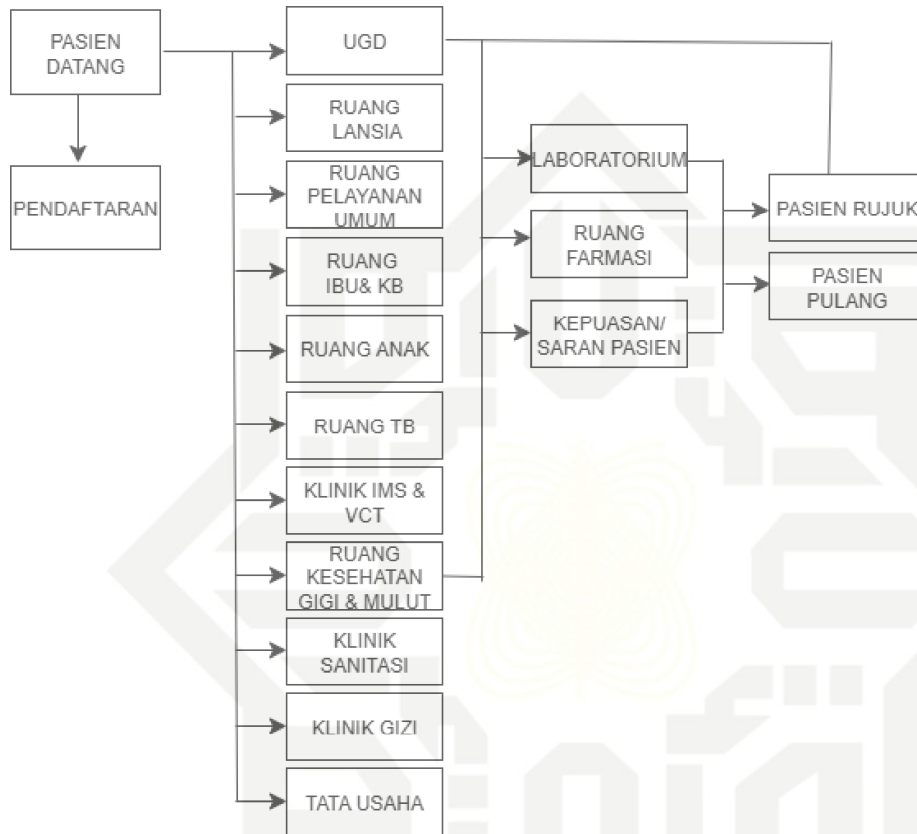 PASIEN
DATANG
PENDAFTARAN
UGD
RUANG
LANSIA
RUANG
PELAYANAN
UMUM
RUANG
IBU& KB
RUANG ANAK
RUANG TB
KLINIK IMS &
VCT
RUANG
KESEHATAN
GIGI & MULUT
KLINIK
SANITASI
KLINIK GIZI
TATA USAHA
LABORATORIUM
RUANG
FARMASI
KEPUASAN/
SARAN PASIEN
PASIEN RUJUK
PASIEN
PULANG